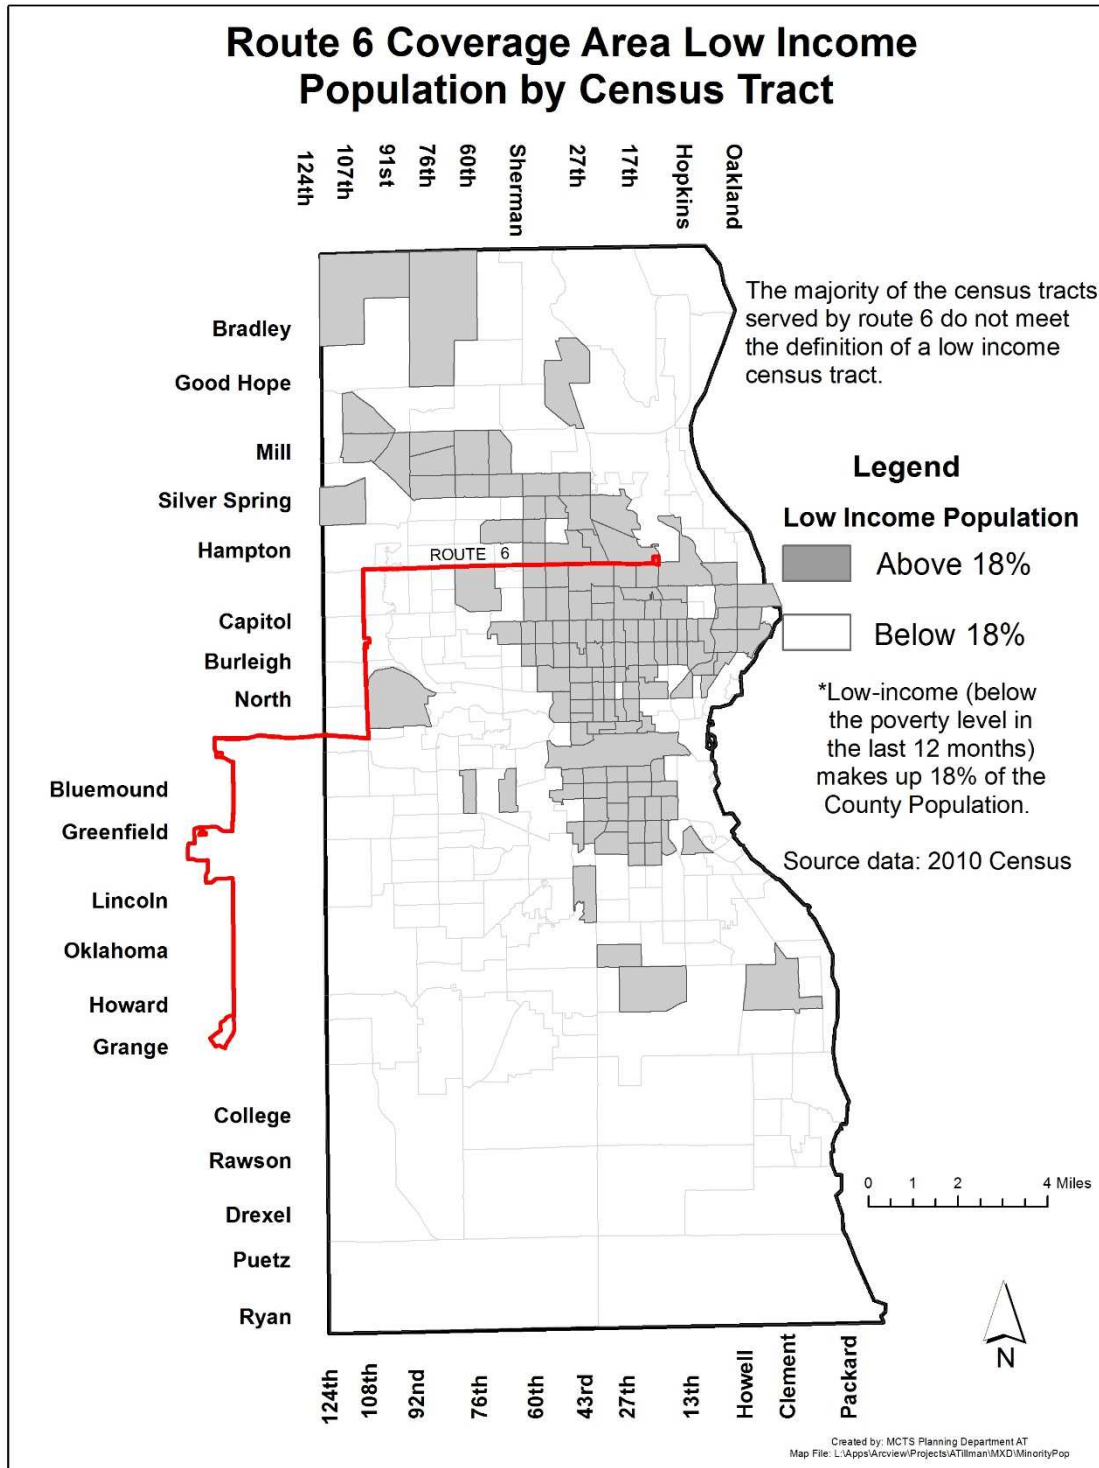 Route 6 Coverage Area Low Income
Population by Census Tract
124th
107th
91st
76th
60th
Sherman
27th
17th
Hopkins
Oakland
The majority of the census tracts
served by route 6 do not meet
the definition of a low income
census tract.
Bradley
Good Hope
Mill
Silver Spring
Hampton
Capitol
Burleigh
North
Bluemound
Greenfield
Lincoln
Oklahoma
Howard
Grange
College
Rawson
Drexel
Puetz
Ryan
ROUTE 6
Legend
Low Income Population
Above 18%
Below 18%
*Low-income (below
the poverty level in
the last 12 months)
makes up 18% of the
County Population.
Source data: 2010 Census
0 1 2 4 Miles
N
124th
108th
92nd
76th
60th
43rd
27th
13th
Howell
Clement
Packard
Created by: MCTS Planning Department AT
Map File: L:\Apps\Arcview\Projects\ATillman\MXD\MinorityPop